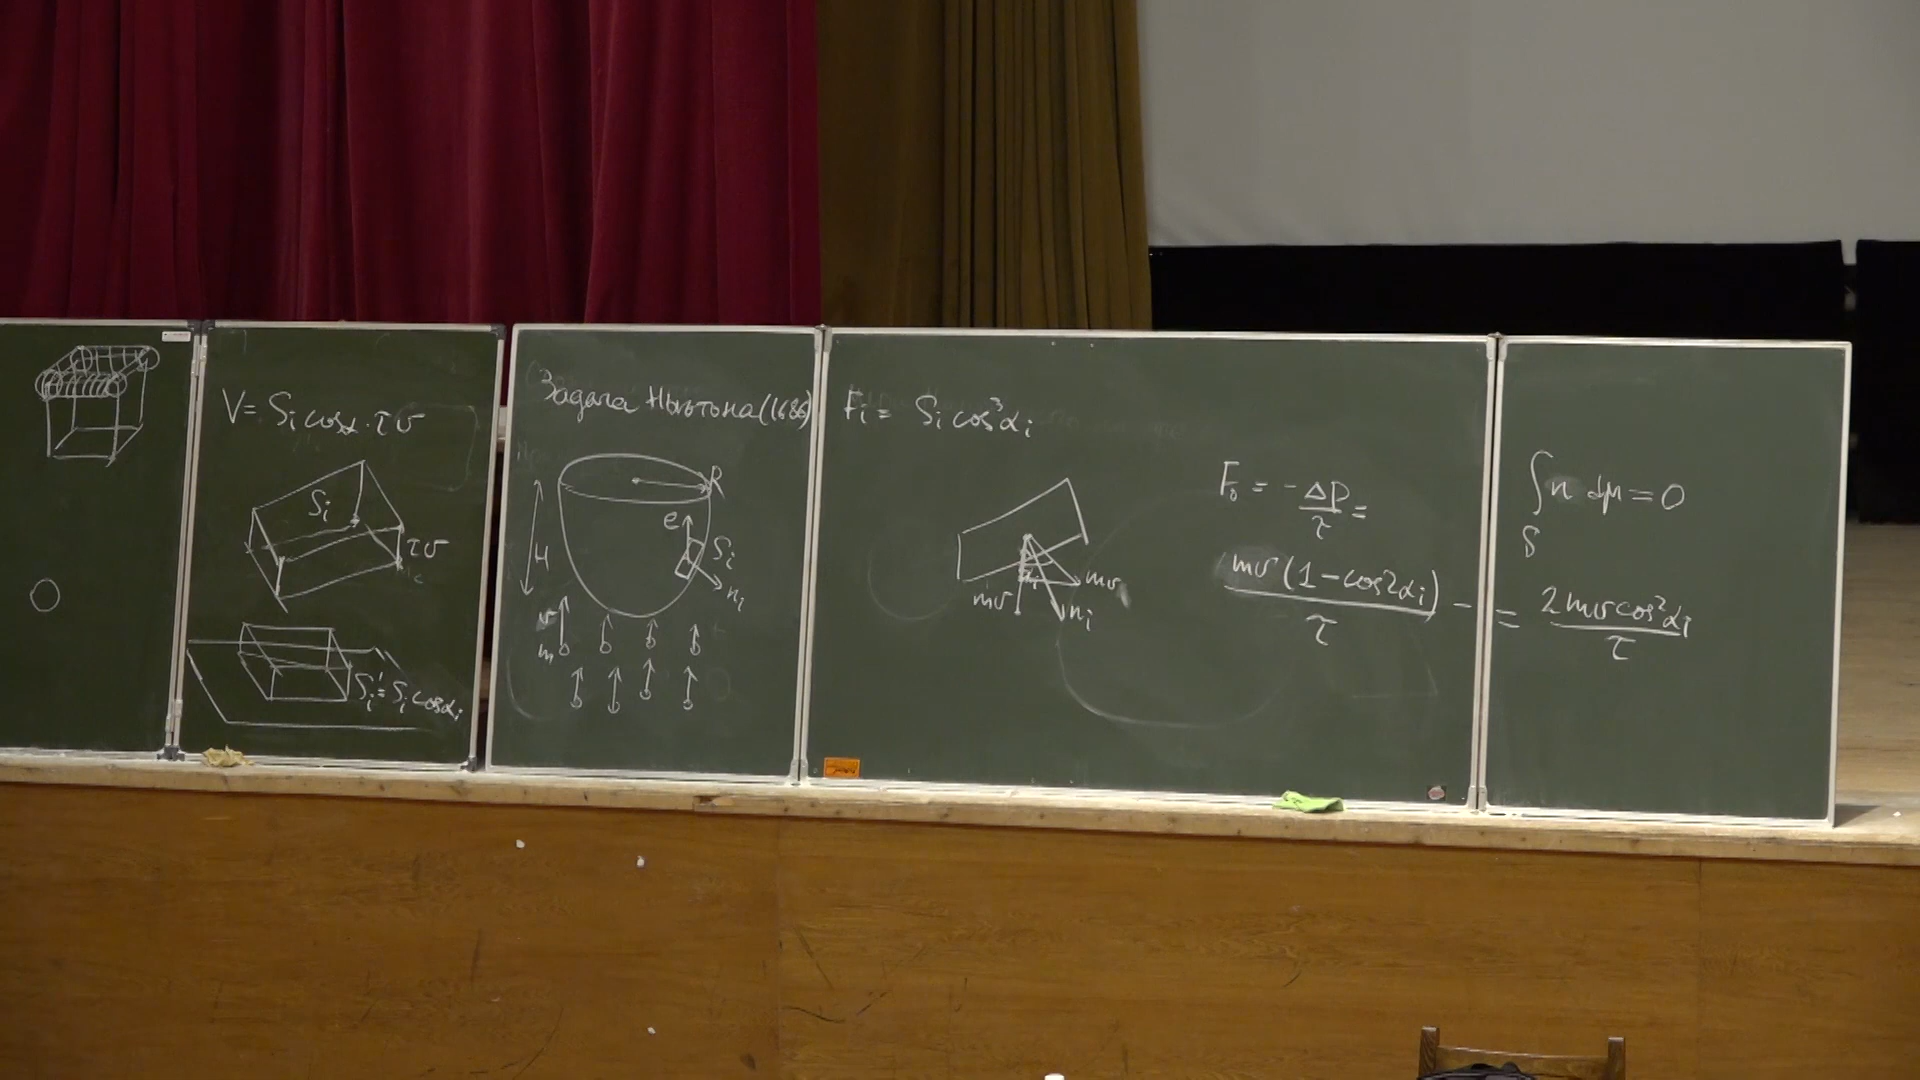 V = Sᵢ cosα · τυ
Sᵢ
τυ
Sᵢ' = Sᵢ cosαᵢ
Задача Ньютона (1686)
R
e
H
Sᵢ
nᵢ
υ
m
Fᵢ = Sᵢ cos³αᵢ
mυ
mυ
nᵢ
F₀ = -Δp/τ =
mυ(1-cos2αᵢ)/τ -
∫n dμ = 0
S
= 2mυcos²αᵢ/τ